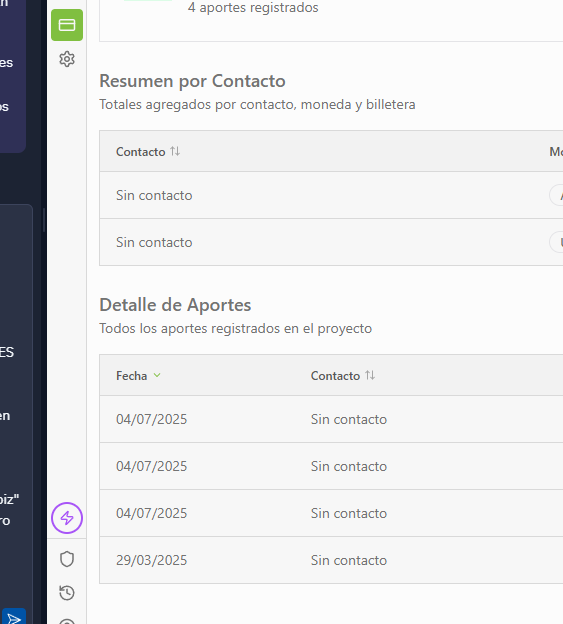 4 aportes registrados
es
Resumen por Contacto
Totales agregados por contacto, moneda y billetera
os
Contacto
Mo
Sin contacto
Sin contacto
Detalle de Aportes
Todos los aportes registrados en el proyecto
ES
Fecha Contacto
en
04/07/2025 Sin contacto
04/07/2025 Sin contacto
oiz"
ro
04/07/2025 Sin contacto
29/03/2025 Sin contacto